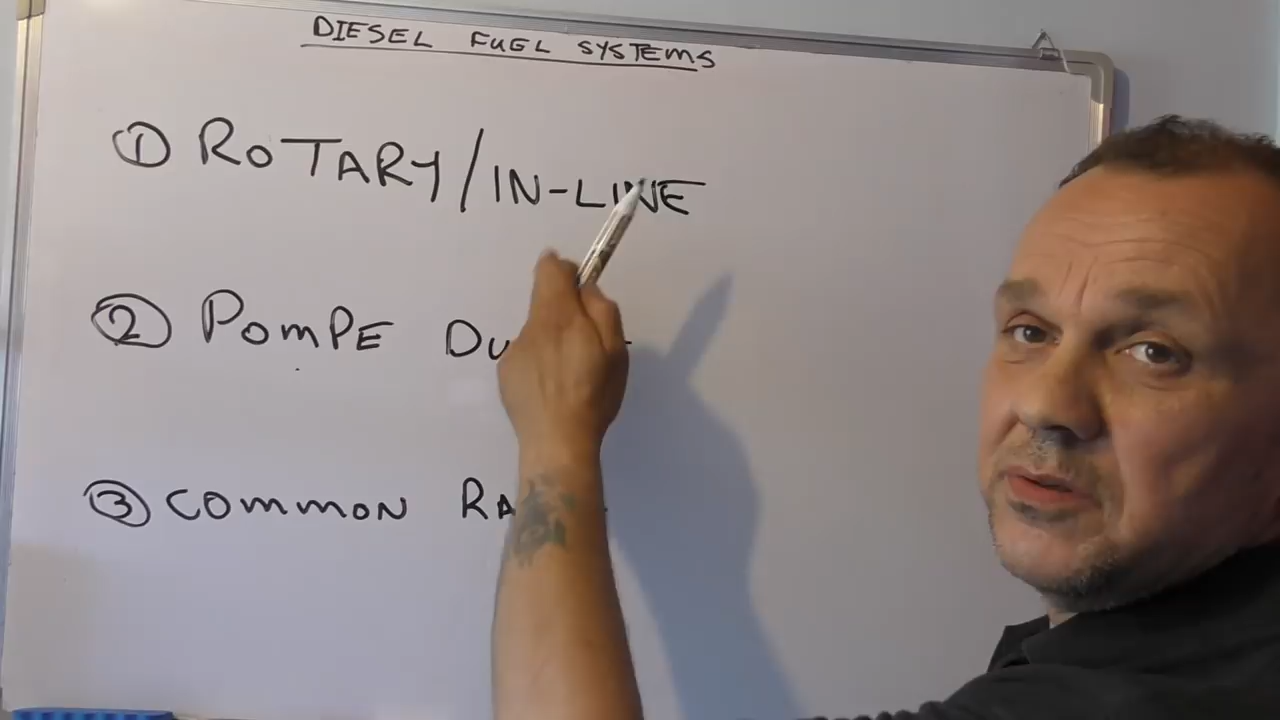 DIESEL FUEL SYSTEMS
① ROTARY/IN-LINE
② POMPE
③ COMMON